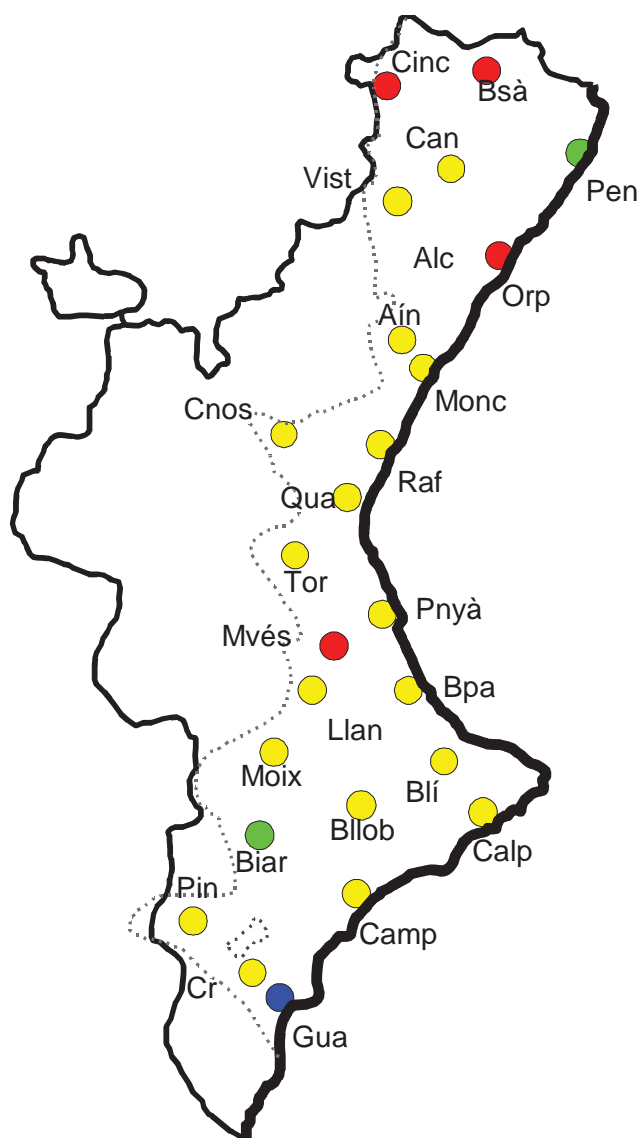 Cinc
Bsà
Can
Vist
Pen
Alc
Orp
Aín
Monc
Cnos
Raf
Qua
Tor
Pnyà
Mvés
Bpa
Llan
Moix
Blí
Bllob
Calp
Biar
Pin
Camp
Cr
Gua